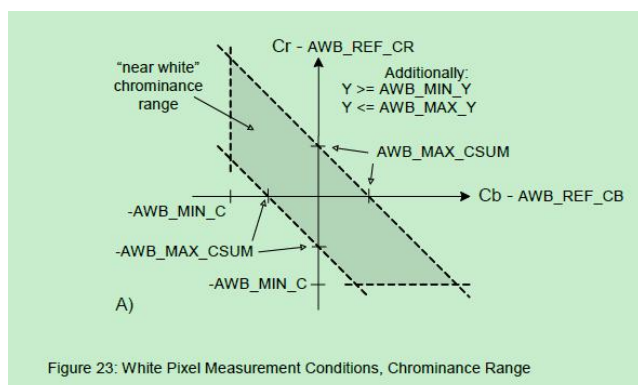 Cr - AWB_REF_CR
"near white"
chrominance
range
Additionally:
Y >= AWB_MIN_Y
Y <= AWB_MAX_Y
AWB_MAX_CSUM
Cb - AWB_REF_CB
-AWB_MIN_C
-AWB_MAX_CSUM
-AWB_MIN_C
A)
Figure 23: White Pixel Measurement Conditions, Chrominance Range